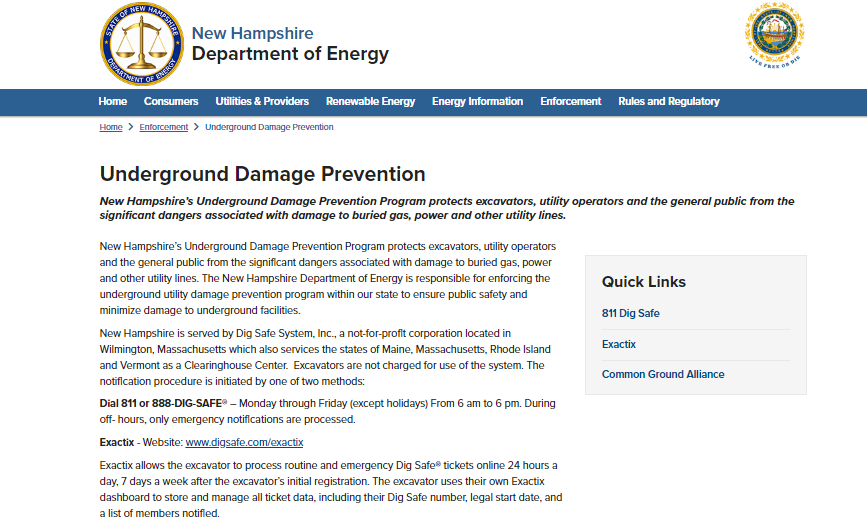 STATE OF NEW HAMPSHIRE
DEPARTMENT OF ENERGY
New Hampshire
Department of Energy
LIVE FREE OR DIE
Home Consumers Utilities & Providers Renewable Energy Energy Information Enforcement Rules and Regulatory
Home > Enforcement > Underground Damage Prevention
Underground Damage Prevention
New Hampshire's Underground Damage Prevention Program protects excavators, utility operators and the general public from the
significant dangers associated with damage to buried gas, power and other utility lines.
New Hampshire's Underground Damage Prevention Program protects excavators, utility operators
and the general public from the significant dangers associated with damage to buried gas, power
and other utility lines. The New Hampshire Department of Energy is responsible for enforcing the
underground utility damage prevention program within our state to ensure public safety and
minimize damage to underground facilities.
New Hampshire is served by Dig Safe System, Inc., a not-for-profit corporation located in
Wilmington, Massachusetts which also services the states of Maine, Massachusetts, Rhode Island
and Vermont as a Clearinghouse Center.  Excavators are not charged for use of the system. The
notification procedure is initiated by one of two methods:
Dial 811 or 888-DIG-SAFE® – Monday through Friday (except holidays) From 6 am to 6 pm. During
off- hours, only emergency notifications are processed.
Exactix - Website: www.digsafe.com/exactix
Exactix allows the excavator to process routine and emergency Dig Safe® tickets online 24 hours a
day, 7 days a week after the excavator's initial registration. The excavator uses their own Exactix
dashboard to store and manage all ticket data, including their Dig Safe number, legal start date, and
a list of members notified.
Quick Links
811 Dig Safe
Exactix
Common Ground Alliance